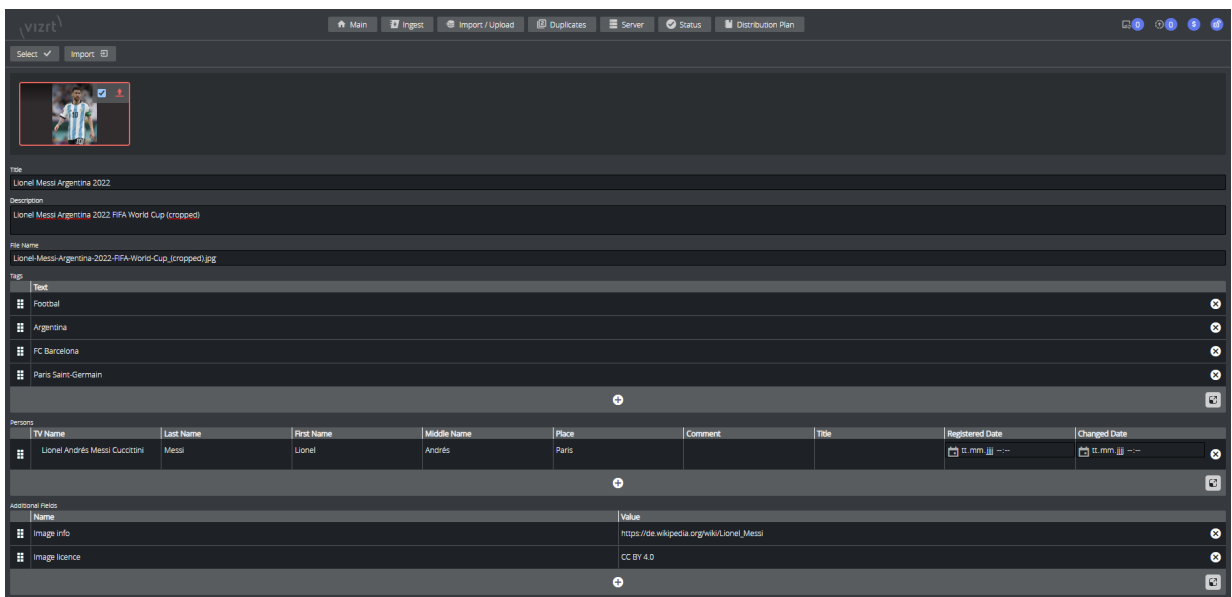 vizrt
Main Ingest Import / Upload Duplicates Server Status Distribution Plan 0 0 $
Select Import
10
Title
Lionel Messi Argentina 2022
Description
Lionel Messi Argentina 2022 FIFA World Cup (cropped)
File Name
Lionel-Messi-Argentina-2022-FIFA-World-Cup_(cropped).jpg
Tags
Text
Footbal
Argentina
FC Barcelona
Paris Saint-Germain
Persons
TV Name Last Name First Name Middle Name Place Comment Title Registered Date Changed Date
Lionel Andrés Messi Cuccittini Messi Lionel Andrés Paris tt.mm.jjjj --:-- tt.mm.jjjj --:--
Additional Fields
Name Value
Image info https://de.wikipedia.org/wiki/Lionel_Messi
Image licence CC BY 4.0